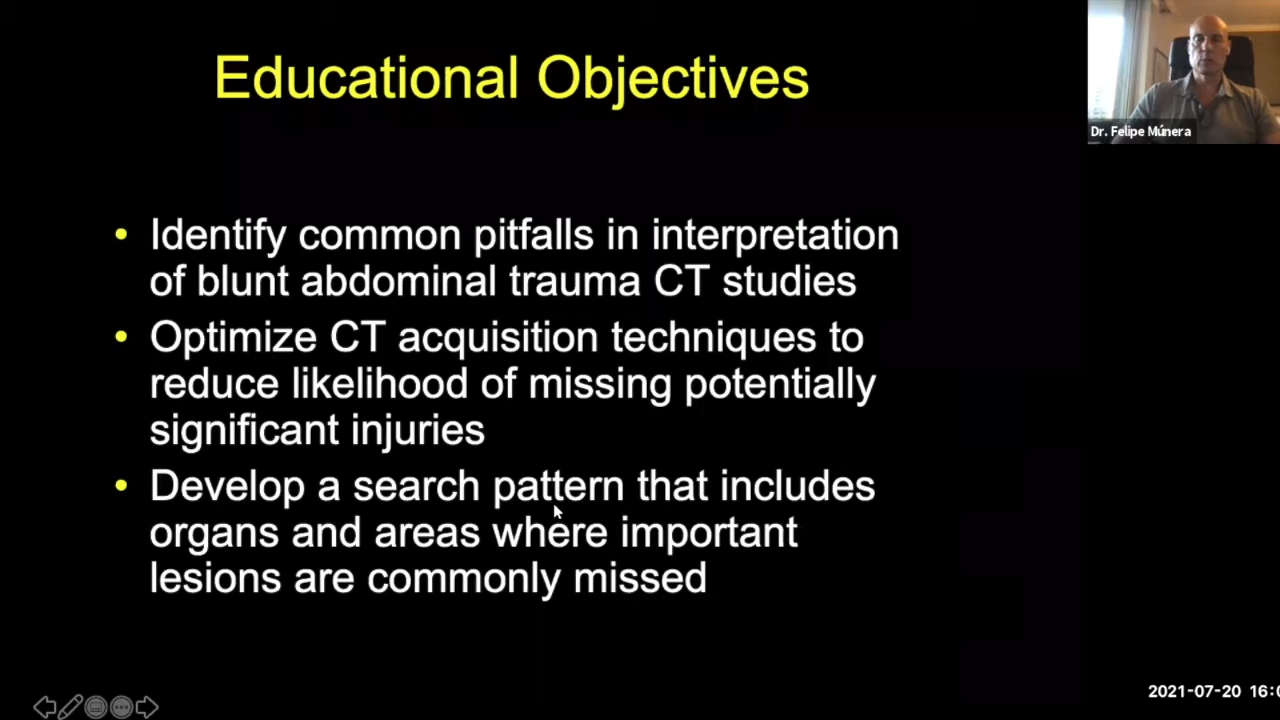 Educational Objectives
Dr. Felipe Múnera
• Identify common pitfalls in interpretation
of blunt abdominal trauma CT studies
• Optimize CT acquisition techniques to
reduce likelihood of missing potentially
significant injuries
• Develop a search pattern that includes
organs and areas where important
lesions are commonly missed
2021-07-20 16:0